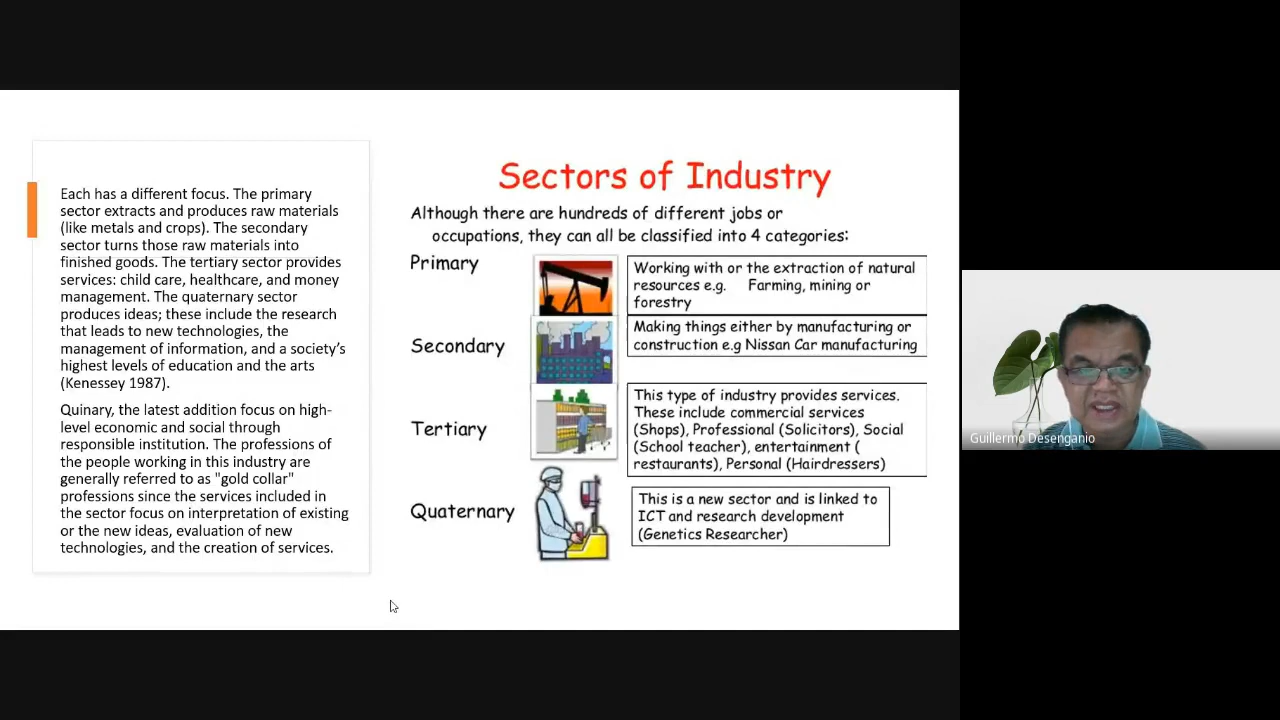 Each has a different focus. The primary
sector extracts and produces raw materials
(like metals and crops). The secondary
sector turns those raw materials into
finished goods. The tertiary sector provides
services: child care, healthcare, and money
management. The quaternary sector
produces ideas; these include the research
that leads to new technologies, the
management of information, and a society's
highest levels of education and the arts
(Kenessey 1987).
Quinary, the latest addition focus on high-
level economic and social through
responsible institution. The professions of
the people working in this industry are
generally referred to as "gold collar"
professions since the services included in
the sector focus on interpretation of existing
or the new ideas, evaluation of new
technologies, and the creation of services.
Sectors of Industry
Although there are hundreds of different jobs or
occupations, they can all be classified into 4 categories:
Primary
Working with or the extraction of natural
resources e.g. Farming, mining or
forestry
Secondary
Making things either by manufacturing or
construction e.g Nissan Car manufacturing
Tertiary
This type of industry provides services.
These include commercial services
(Shops), Professional (Solicitors), Social
(School teacher), entertainment (
restaurants), Personal (Hairdressers)
Quaternary
This is a new sector and is linked to
ICT and research development
(Genetics Researcher)
Guillermo Desenganio